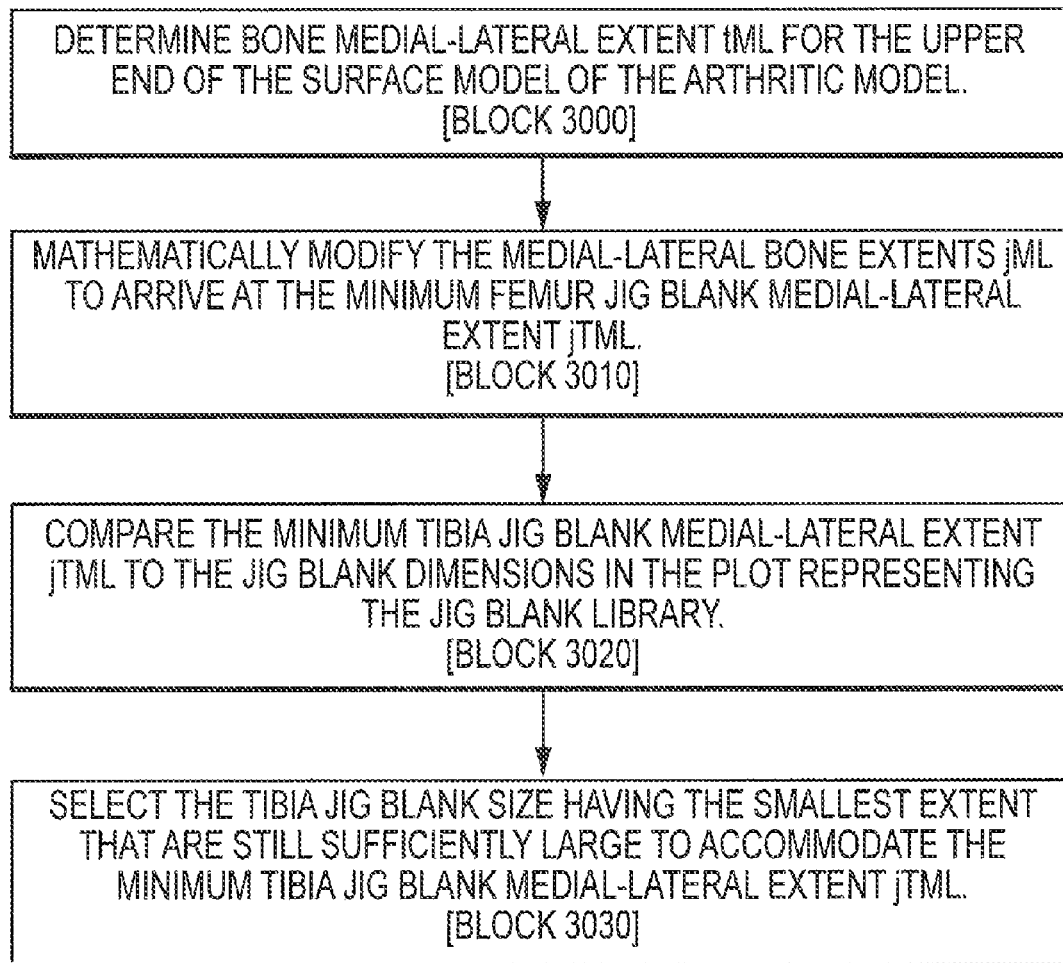 DETERMINE BONE MEDIAL-LATERAL EXTENT tML FOR THE UPPER
END OF THE SURFACE MODEL OF THE ARTHRITIC MODEL.
[BLOCK 3000]
MATHEMATICALLY MODIFY THE MEDIAL-LATERAL BONE EXTENTS jML
TO ARRIVE AT THE MINIMUM FEMUR JIG BLANK MEDIAL-LATERAL
EXTENT jTML.
[BLOCK 3010]
COMPARE THE MINIMUM TIBIA JIG BLANK MEDIAL-LATERAL EXTENT
jTML TO THE JIG BLANK DIMENSIONS IN THE PLOT REPRESENTING
THE JIG BLANK LIBRARY.
[BLOCK 3020]
SELECT THE TIBIA JIG BLANK SIZE HAVING THE SMALLEST EXTENT
THAT ARE STILL SUFFICIENTLY LARGE TO ACCOMMODATE THE
MINIMUM TIBIA JIG BLANK MEDIAL-LATERAL EXTENT jTML.
[BLOCK 3030]